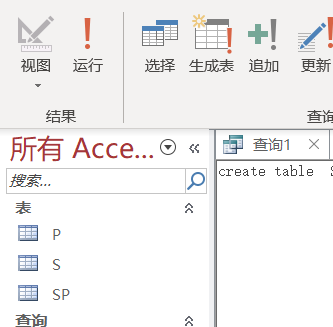 视图 运行 选择 生成表 追加 更新
结果 查询
所有 Acce...
查询1
搜索...
create table S
表
P
S
SP
查询